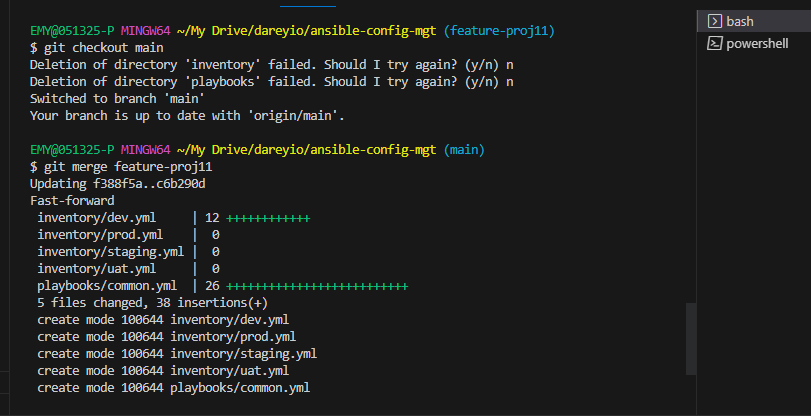 EMY@051325-P MINGW64 ~/My Drive/dareyio/ansible-config-mgt (feature-proj11)
$ git checkout main
Deletion of directory 'inventory' failed. Should I try again? (y/n) n
Deletion of directory 'playbooks' failed. Should I try again? (y/n) n
Switched to branch 'main'
Your branch is up to date with 'origin/main'.
EMY@051325-P MINGW64 ~/My Drive/dareyio/ansible-config-mgt (main)
$ git merge feature-proj11
Updating f388f5a..c6b290d
Fast-forward
 inventory/dev.yml     | 12 ++++++++++++
 inventory/prod.yml    |  0
 inventory/staging.yml |  0
 inventory/uat.yml     |  0
 playbooks/common.yml  | 26 ++++++++++++++++++++++++++
 5 files changed, 38 insertions(+)
 create mode 100644 inventory/dev.yml
 create mode 100644 inventory/prod.yml
 create mode 100644 inventory/staging.yml
 create mode 100644 inventory/uat.yml
 create mode 100644 playbooks/common.yml
bash
powershell